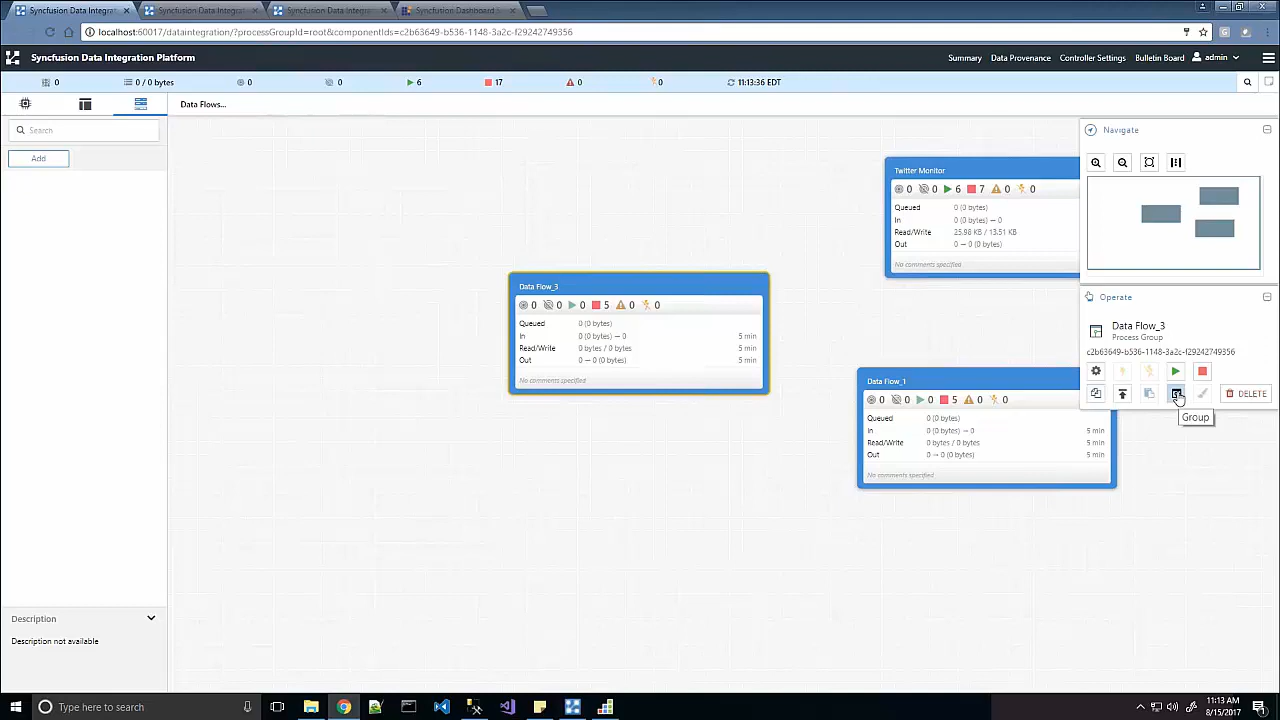 Syncfusion Data Integrat
Syncfusion Data Integratio
Syncfusion Data Integratio
Syncfusion Dashboard
localhost:60017/dataintegration/?processGroupId=root&componentIds=c2b63649-b536-1148-3a2c-f29242749356
Syncfusion Data Integration Platform
Summary
Data Provenance
Controller Settings
Bulletin Board
admin
0
0 / 0 bytes
0
0
6
17
0
0
11:13:36 EDT
Data Flows...
Search
Add
Description
Description not available
Twitter Monitor
0 0 6 7 0 0
Queued 0 (0 bytes)
In 0 (0 bytes) → 0
Read/Write 25.98 KB / 13.51 KB
Out 0 → 0 (0 bytes)
No comments specified
Data Flow_3
0 0 0 5 0 0
Queued 0 (0 bytes)
In 0 (0 bytes) → 0 5 min
Read/Write 0 bytes / 0 bytes 5 min
Out 0 → 0 (0 bytes) 5 min
No comments specified
Data Flow_1
0 0 0 5 0 0
Queued 0 (0 bytes)
In 0 (0 bytes) → 0 5 min
Read/Write 0 bytes / 0 bytes 5 min
Out 0 → 0 (0 bytes) 5 min
No comments specified
Navigate
Operate
Data Flow_3
Process Group
c2b63649-b536-1148-3a2c-f29242749356
DELETE
Group
Type here to search
11:13 AM
8/15/2017